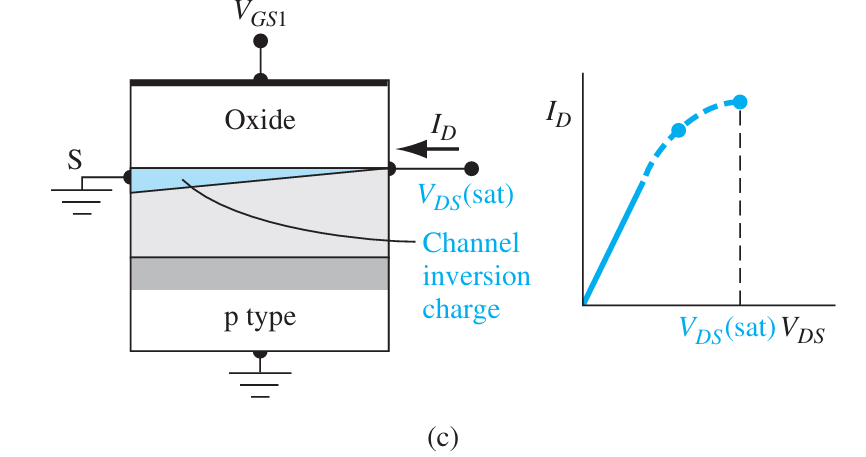 V_GS1
Oxide
I_D
S
V_DS(sat)
Channel
inversion
charge
p type
I_D
V_DS(sat) V_DS
(c)